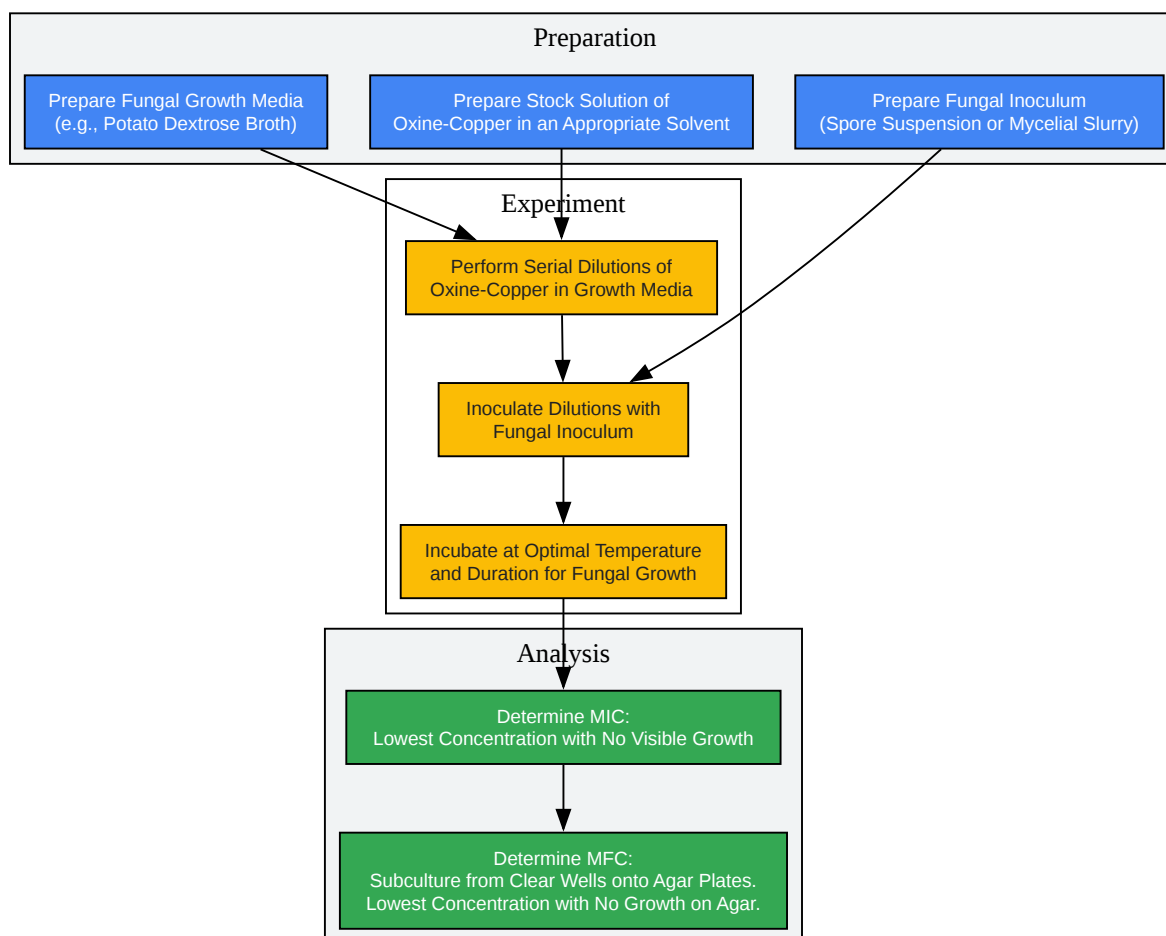 Preparation
Prepare Fungal Growth Media
(e.g., Potato Dextrose Broth)
Prepare Stock Solution of
Oxine-Copper in an Appropriate Solvent
Prepare Fungal Inoculum
(Spore Suspension or Mycelial Slurry)
Experiment
Perform Serial Dilutions of
Oxine-Copper in Growth Media
Inoculate Dilutions with
Fungal Inoculum
Incubate at Optimal Temperature
and Duration for Fungal Growth
Analysis
Determine MIC:
Lowest Concentration with No Visible Growth
Determine MFC:
Subculture from Clear Wells onto Agar Plates.
Lowest Concentration with No Growth on Agar.